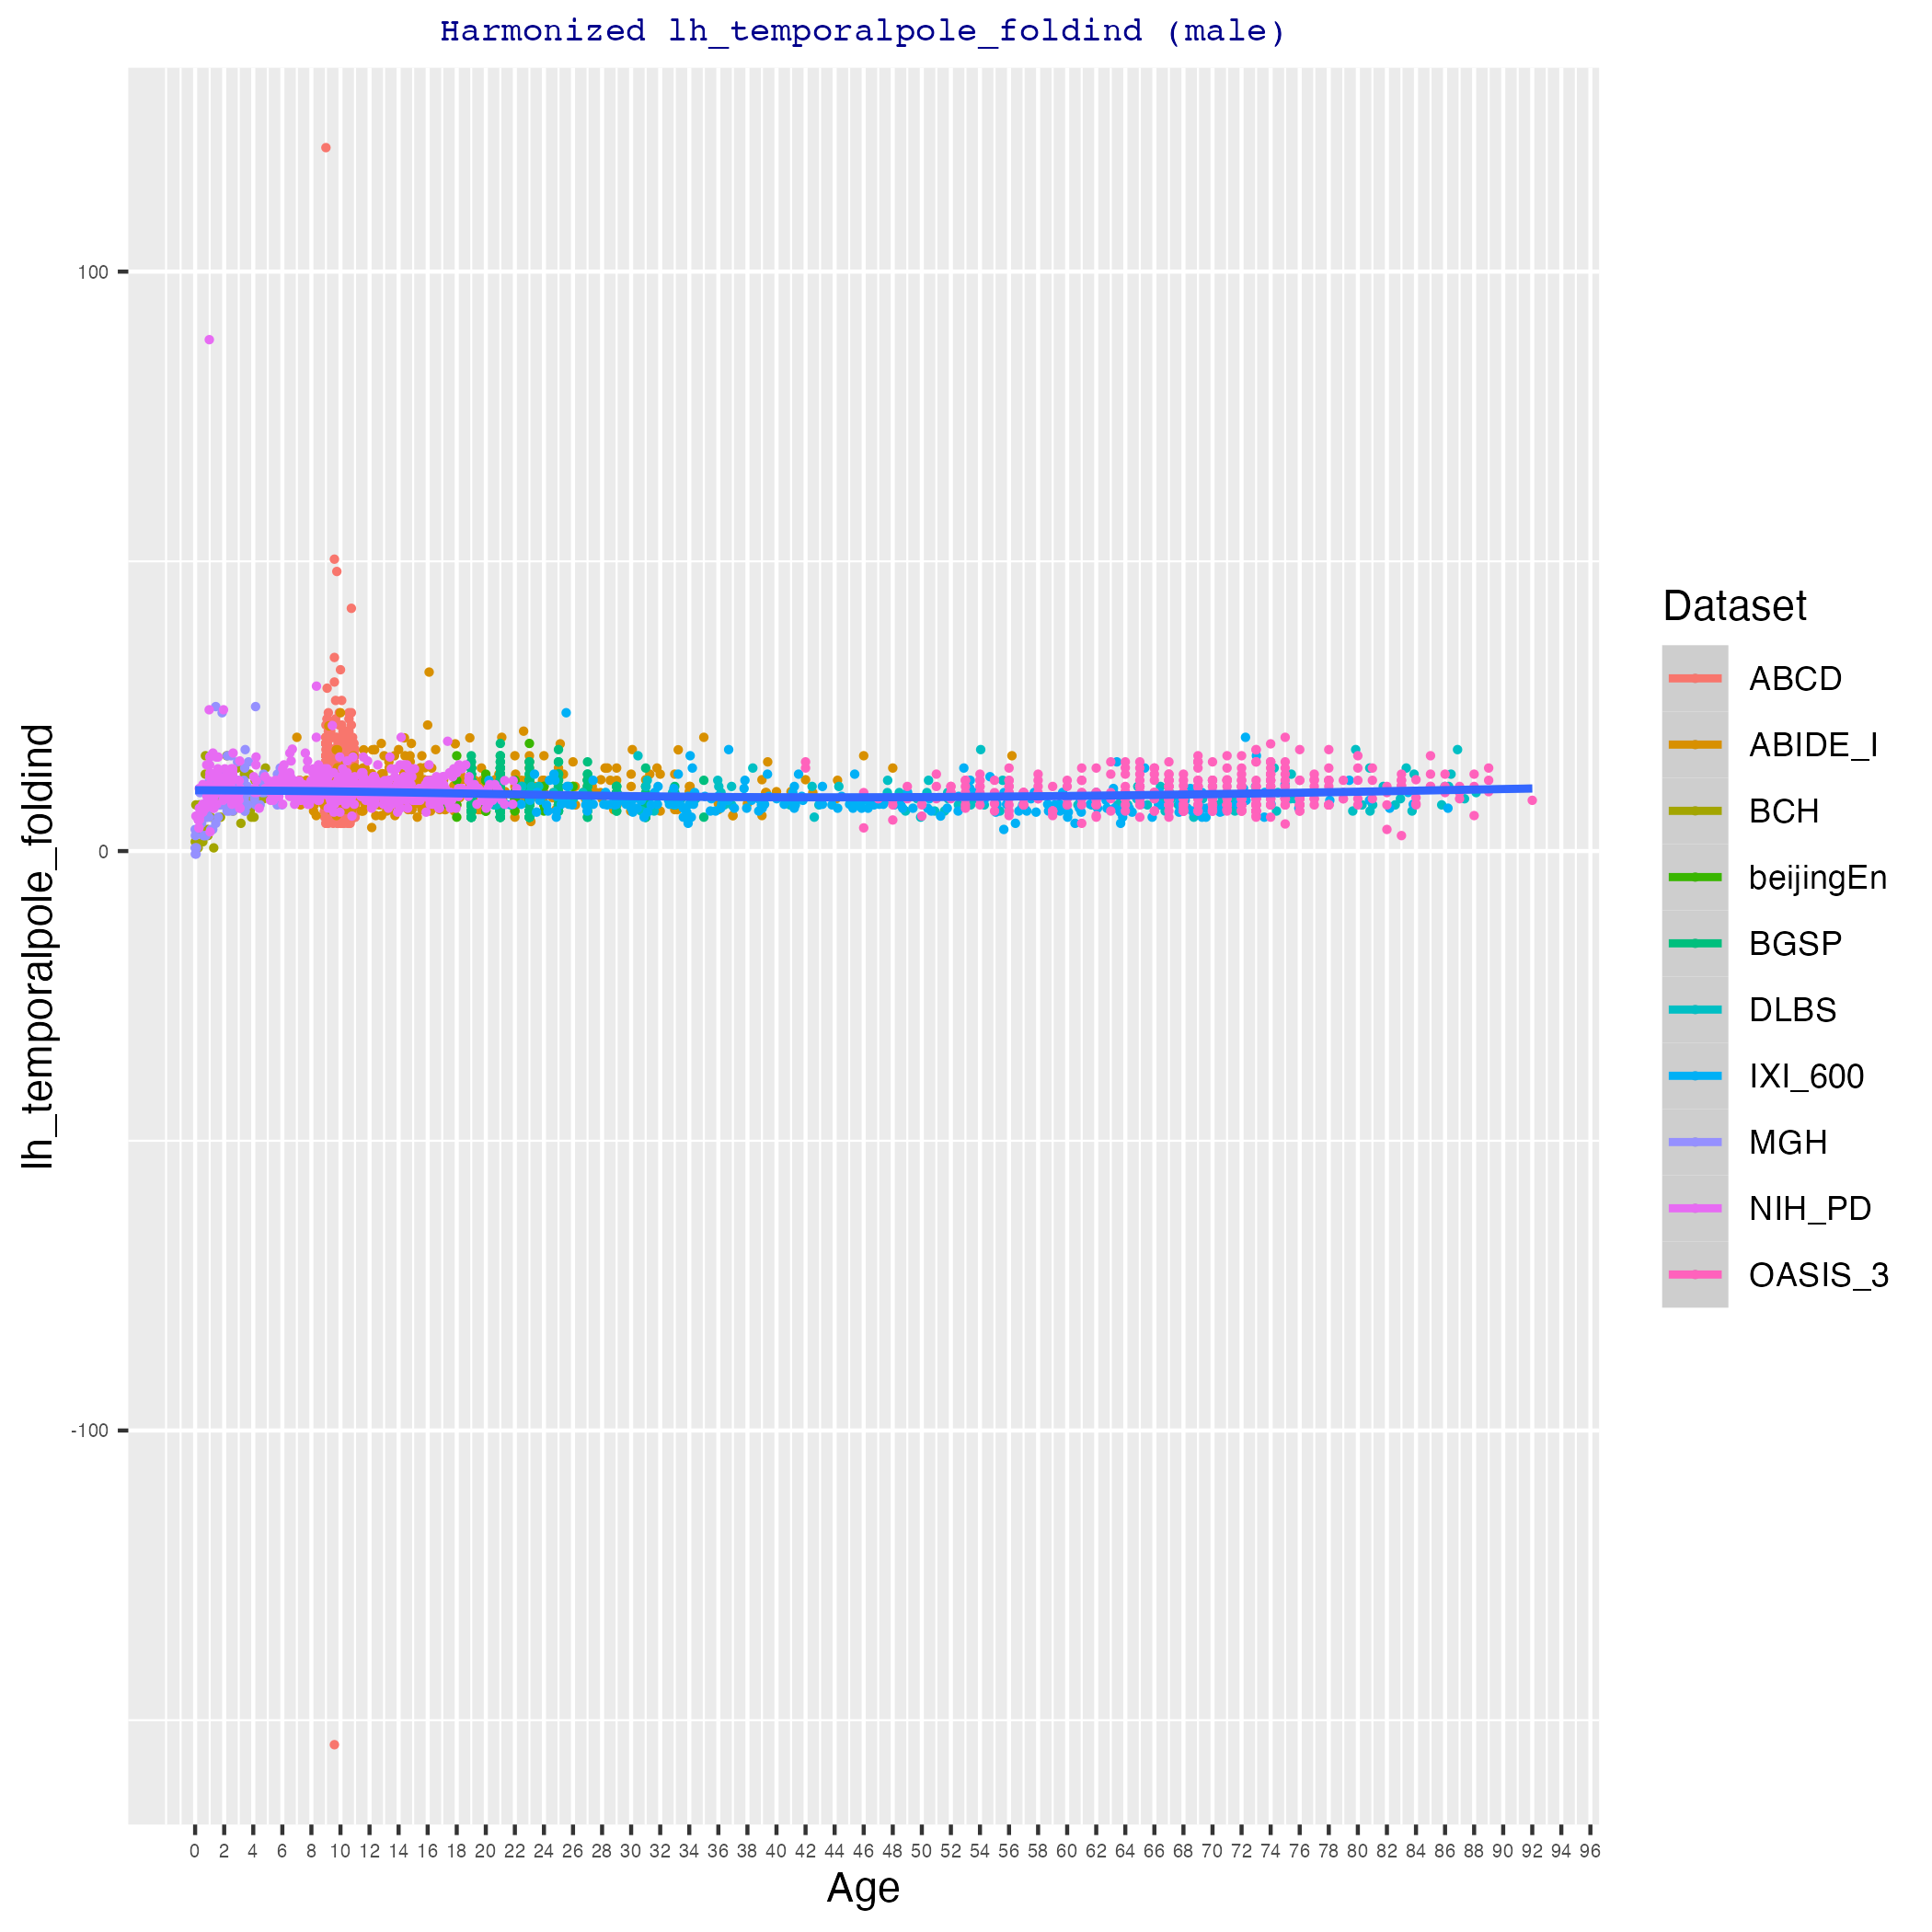 Harmonized lh_temporalpole_foldind (male)
lh_temporalpole_foldind
100
0
-100
0 2 4 6 8 10 12 14 16 18 20 22 24 26 28 30 32 34 36 38 40 42 44 46 48 50 52 54 56 58 60 62 64 66 68 70 72 74 76 78 80 82 84 86 88 90 92 94 96
Age
Dataset
ABCD
ABIDE_I
BCH
beijingEn
BGSP
DLBS
IXI_600
MGH
NIH_PD
OASIS_3